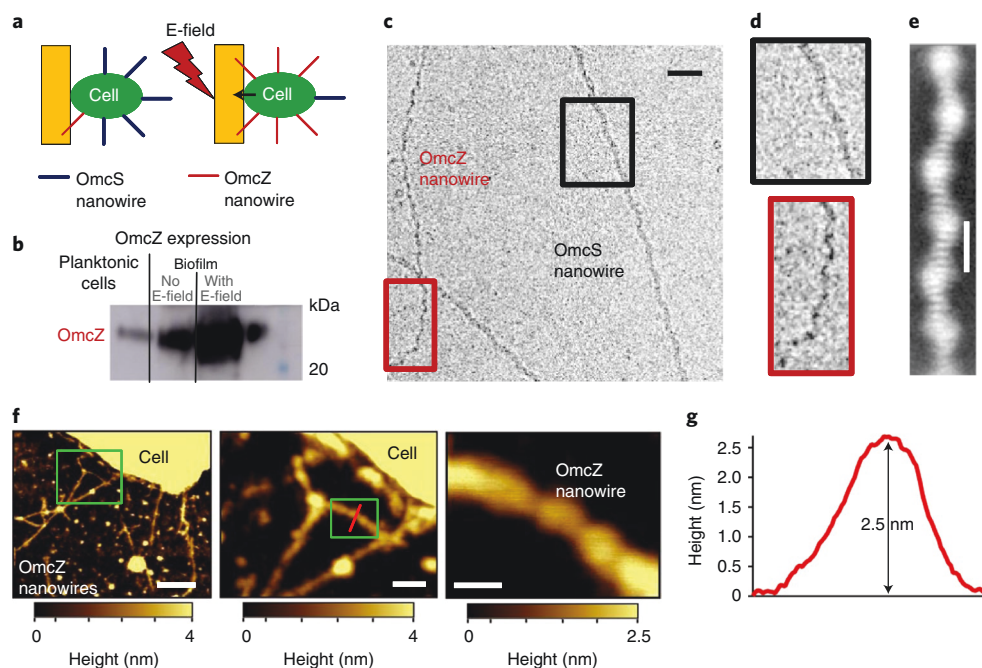 a
E-field
Cell
Cell
OmcS
nanowire
OmcZ
nanowire
b
OmcZ expression
Planktonic
cells
Biofilm
No
E-field
With
E-field
kDa
OmcZ
20
c
OmcZ
nanowire
OmcS
nanowire
d
e
f
Cell
OmcZ
nanowires
0
4
Height (nm)
Cell
0
4
Height (nm)
OmcZ
nanowire
0
2.5
Height (nm)
g
Height (nm)
2.5
2.0
1.5
1.0
0.5
0
2.5 nm